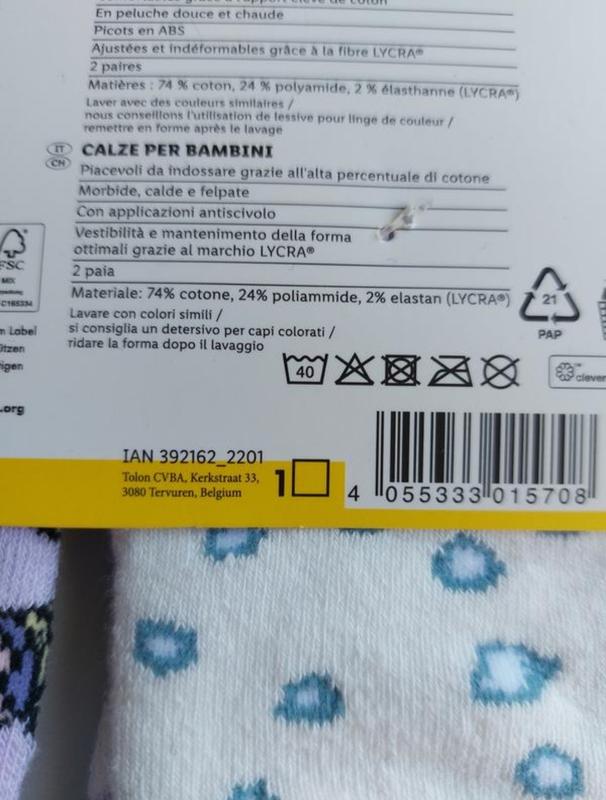 En peluche douce et chaude
Picots en ABS
Ajustées et indéformables grâce à la fibre LYCRA®
2 paires
Matières : 74 % coton, 24 % polyamide, 2 % élasthanne (LYCRA®)
Laver avec des couleurs similaires /
nous conseillons l'utilisation de lessive pour linge de couleur /
remettre en forme après le lavage
IT
CH
CALZE PER BAMBINI
Piacevoli da indossare grazie all'alta percentuale di cotone
Morbide, calde e felpate
Con applicazioni antiscivolo
Vestibilità e mantenimento della forma
ottimali grazie al marchio LYCRA®
2 paia
Materiale: 74% cotone, 24% poliammide, 2% elastan (LYCRA®)
Lavare con colori simili /
si consiglia un detersivo per capi colorati /
ridare la forma dopo il lavaggio
FSC
MIX
Label
.org
21
PAP
40
clever
IAN 392162_2201
Tolon CVBA, Kerkstraat 33,
3080 Tervuren, Belgium
1
4 055333 015708